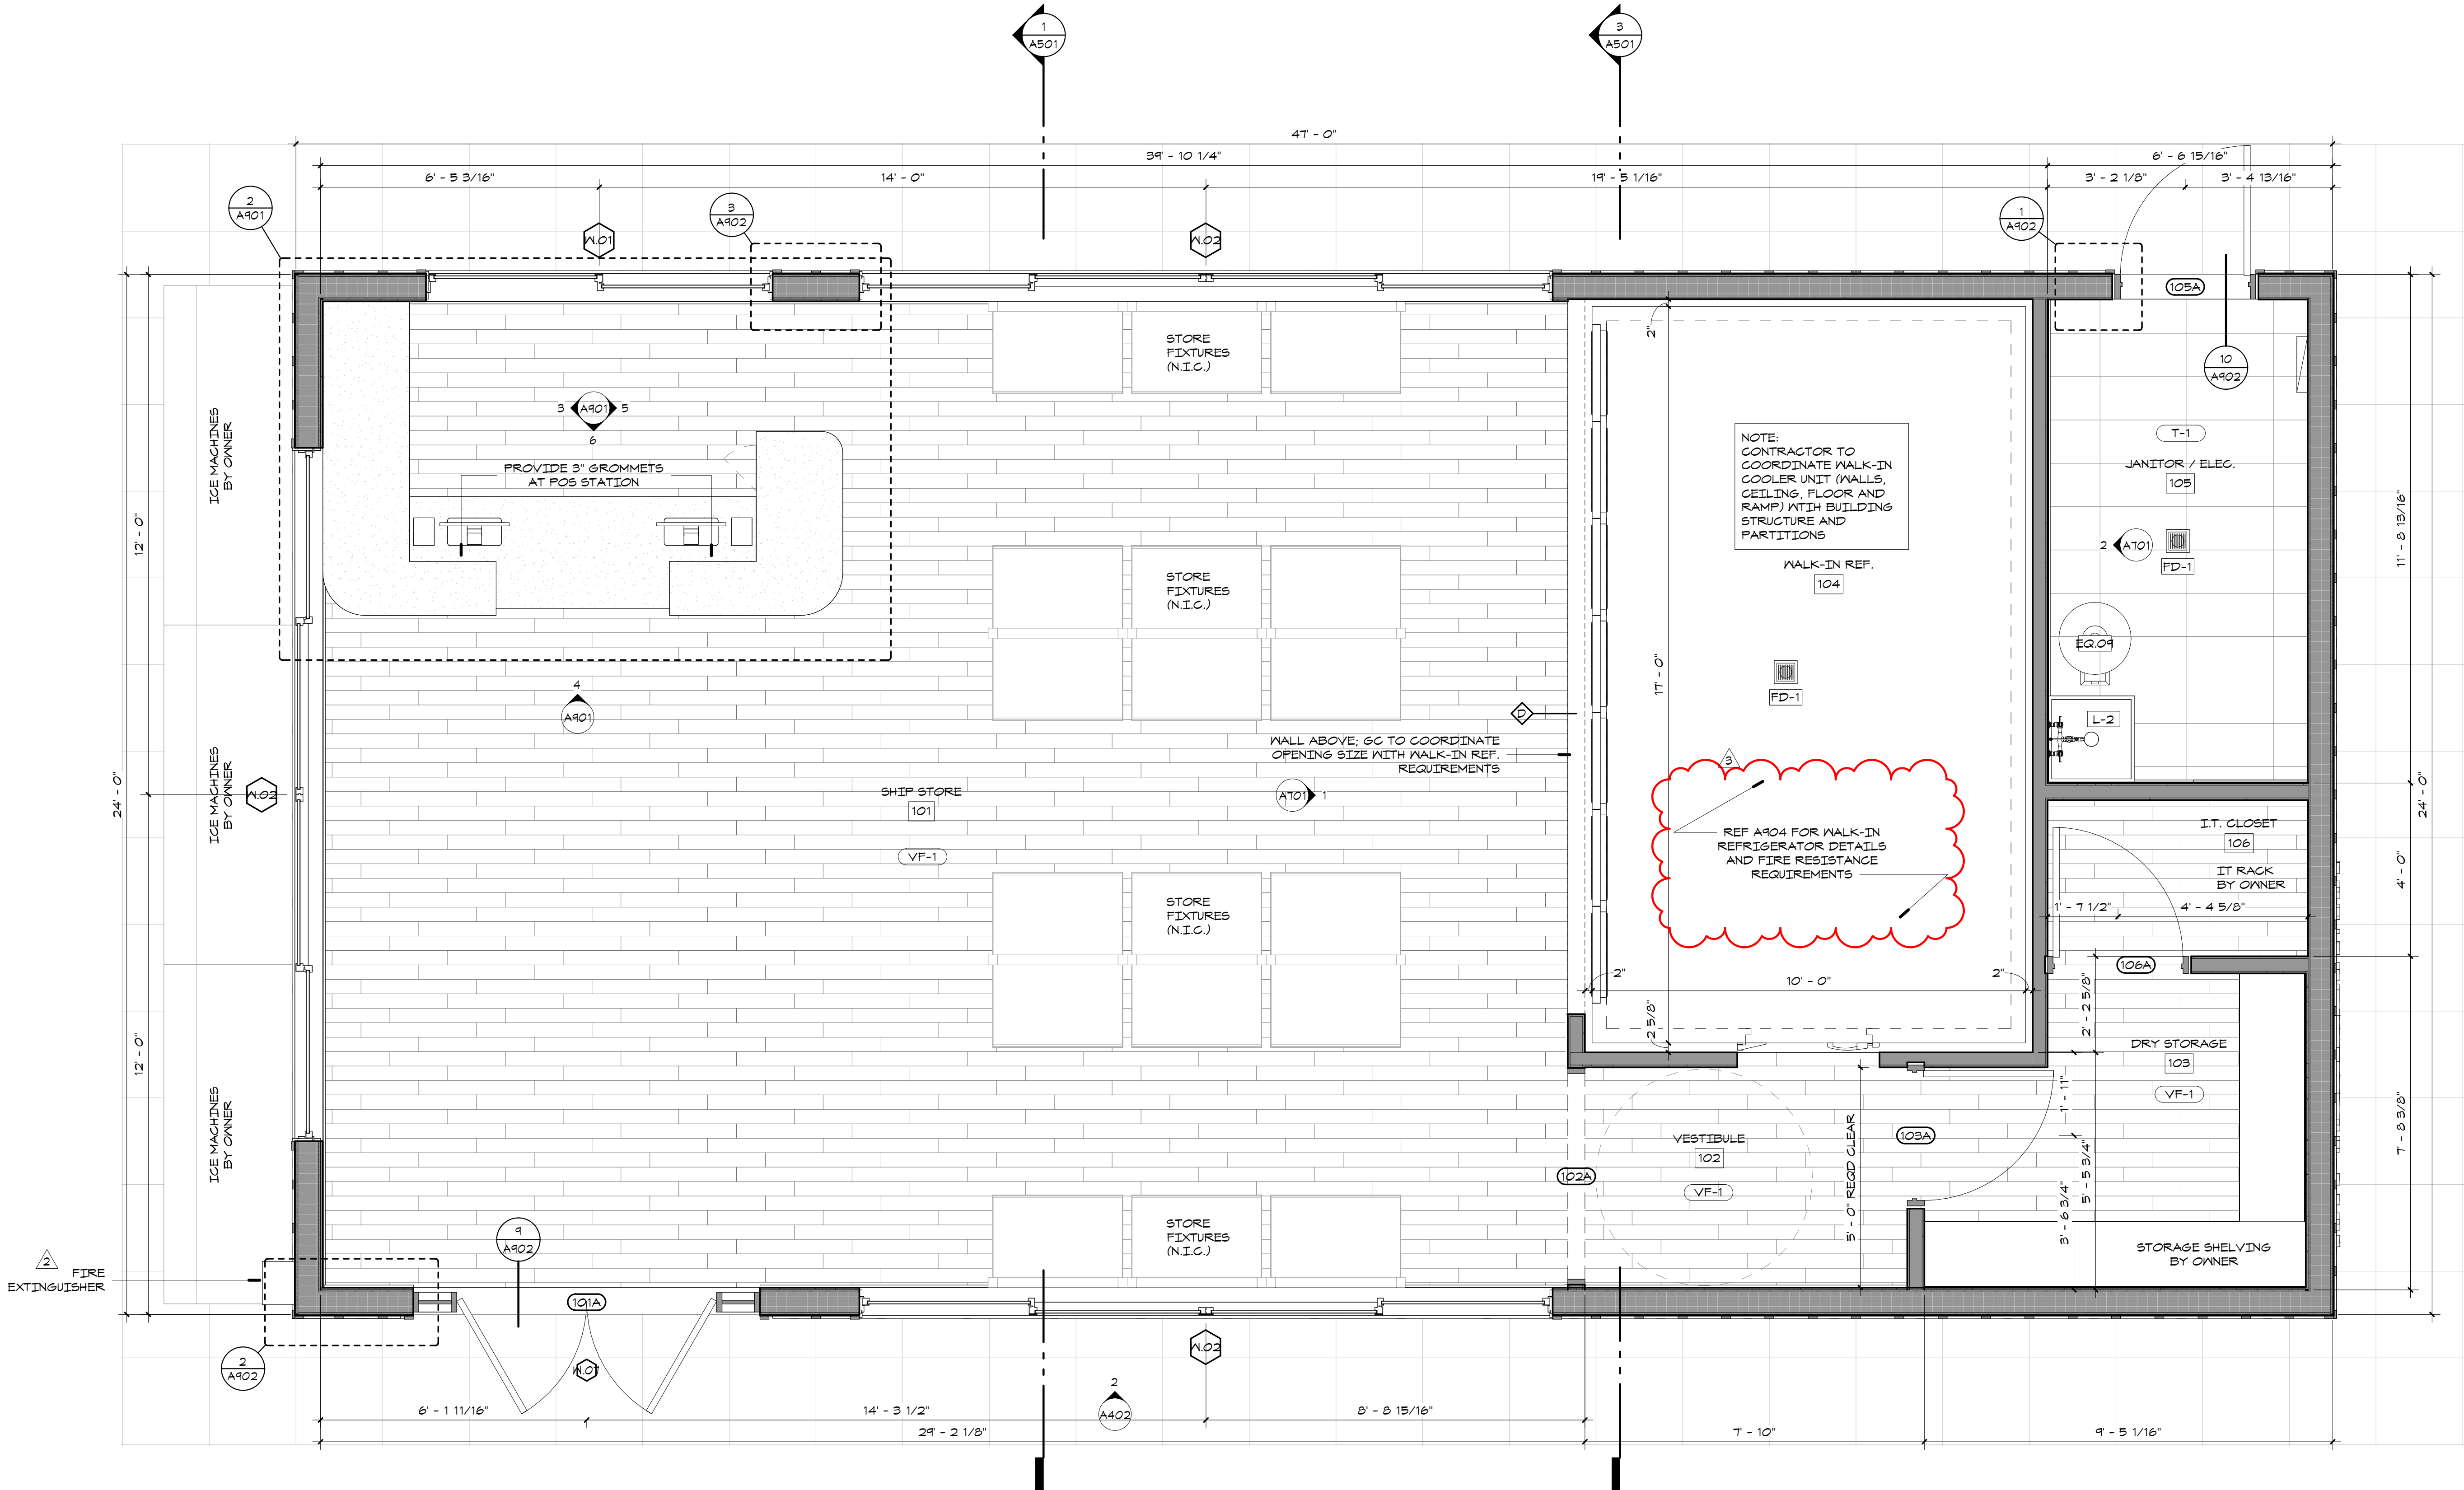 1
A501
3
A501
47' - 0"
39' - 10 1/4"
6' - 6 15/16"
6' - 5 3/16"
14' - 0"
19' - 5 1/16"
3' - 2 1/8"
3' - 4 13/16"
2
A901
3
A902
1
A902
W.01
W.02
105A
10
A902
2"
STORE
FIXTURES
(N.I.C.)
3
A901
5
6
ICE MACHINES
BY OWNER
PROVIDE 3" GROMMETS
AT POS STATION
NOTE:
CONTRACTOR TO
COORDINATE WALK-IN
COOLER UNIT (WALLS,
CEILING, FLOOR AND
RAMP) WTIH BUILDING
STRUCTURE AND
PARTITIONS
T-1
JANITOR / ELEC.
105
12' - 0"
11' - 8 13/16"
2
A701
FD-1
WALK-IN REF.
104
STORE
FIXTURES
(N.I.C.)
EQ.09
17' - 0"
FD-1
4
A901
D
L-2
WALL ABOVE; GC TO COORDINATE
OPENING SIZE WITH WALK-IN REF.
REQUIREMENTS
3
24' - 0"
W.02
ICE MACHINES
BY OWNER
SHIP STORE
101
A701
1
VF-1
24' - 0"
REF A904 FOR WALK-IN
REFRIGERATOR DETAILS
AND FIRE RESISTANCE
REQUIREMENTS
I.T. CLOSET
106
IT RACK
BY OWNER
4' - 0"
1' - 7 1/2"
4' - 4 5/8"
STORE
FIXTURES
(N.I.C.)
106A
2"
10' - 0"
2"
2 5/8"
2' - 2 5/8"
12' - 0"
DRY STORAGE
103
VF-1
1' - 11"
7' - 8 3/8"
ICE MACHINES
BY OWNER
VESTIBULE
102
VF-1
102A
103A
5' - 0" REQD CLEAR
5' - 5 3/4"
3' - 6 3/4"
STORE
FIXTURES
(N.I.C.)
STORAGE SHELVING
BY OWNER
9
A902
2
FIRE
EXTINGUISHER
101A
2
A902
W.07
W.02
2
A402
6' - 1 11/16"
14' - 3 1/2"
8' - 8 15/16"
29' - 2 1/8"
7' - 10"
9' - 5 1/16"